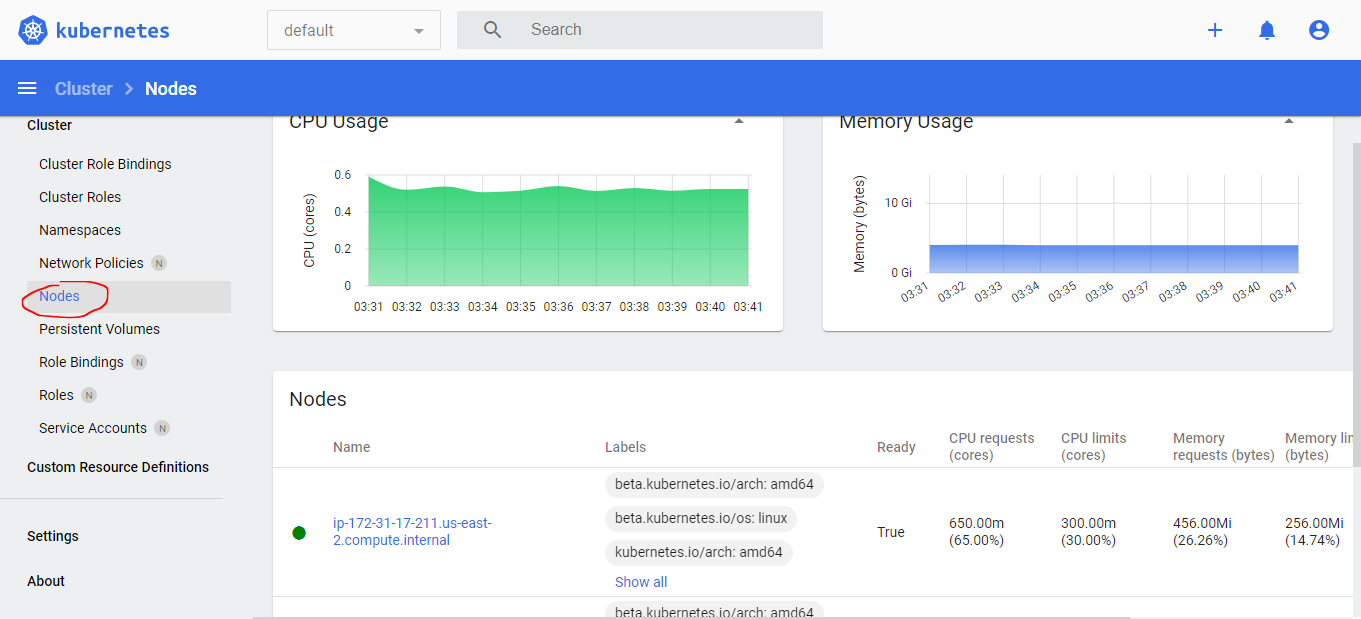 kubernetes
default
Search
Cluster
Nodes
Cluster
Cluster Role Bindings
Cluster Roles
Namespaces
Network Policies N
Nodes
Persistent Volumes
Role Bindings N
Roles N
Service Accounts N
Custom Resource Definitions
Settings
About
CPU Usage
CPU (cores)
0.6
0.4
0.2
0
03:31 03:32 03:33 03:34 03:35 03:36 03:37 03:38 03:39 03:40 03:41
Memory Usage
Memory (bytes)
10 Gi
0 Gi
03:31 03:32 03:33 03:34 03:35 03:36 03:37 03:38 03:39 03:40 03:41
Nodes
Name
Labels
Ready
CPU requests
(cores)
CPU limits
(cores)
Memory
requests (bytes)
Memory lim
(bytes)
ip-172-31-17-211.us-east-
2.compute.internal
beta.kubernetes.io/arch: amd64
beta.kubernetes.io/os: linux
kubernetes.io/arch: amd64
Show all
True
650.00m
(65.00%)
300.00m
(30.00%)
456.00Mi
(26.26%)
256.00Mi
(14.74%)
beta.kubernetes.io/arch: amd64